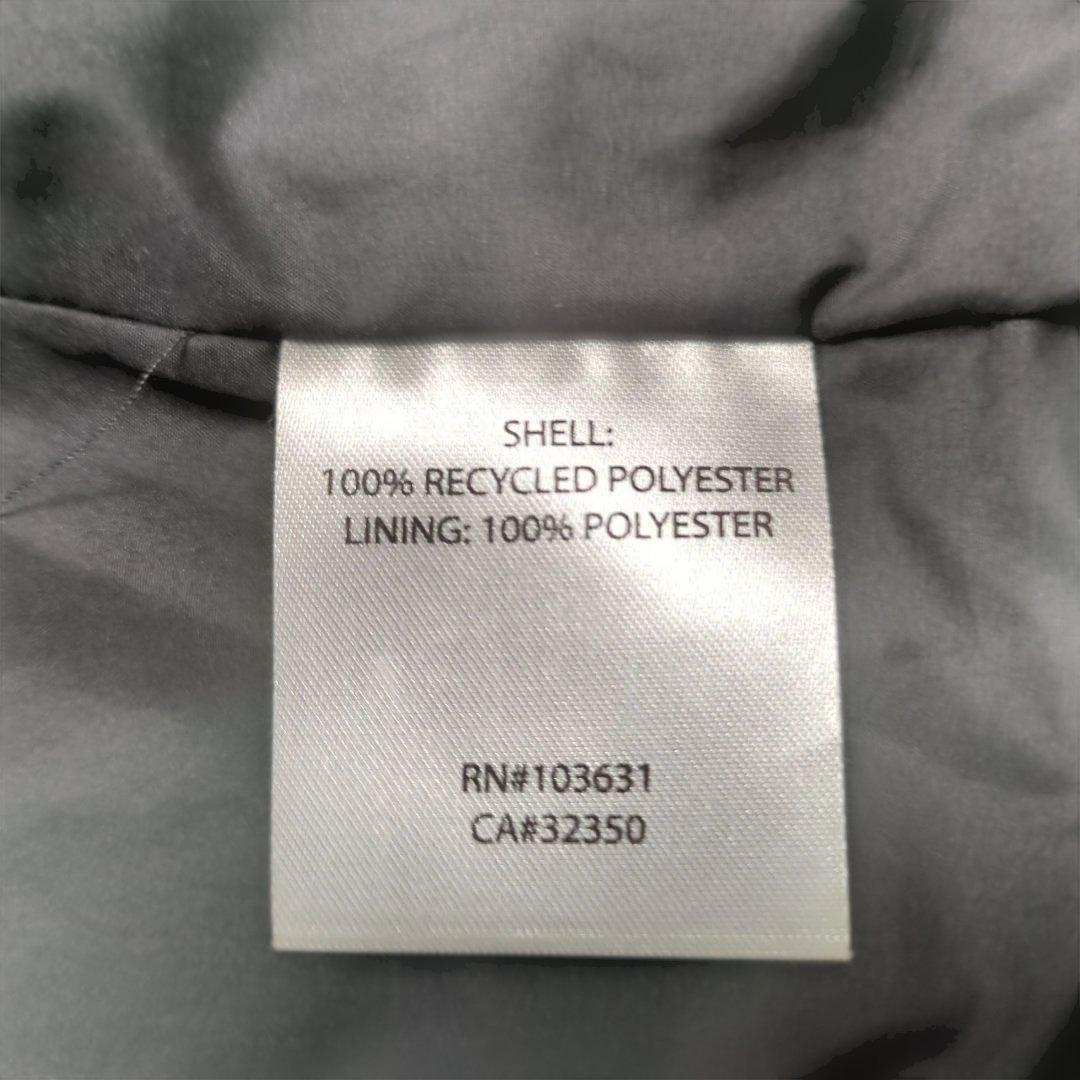 SHELL:
100% RECYCLED POLYESTER
LINING: 100% POLYESTER
RN#103631
CA#32350